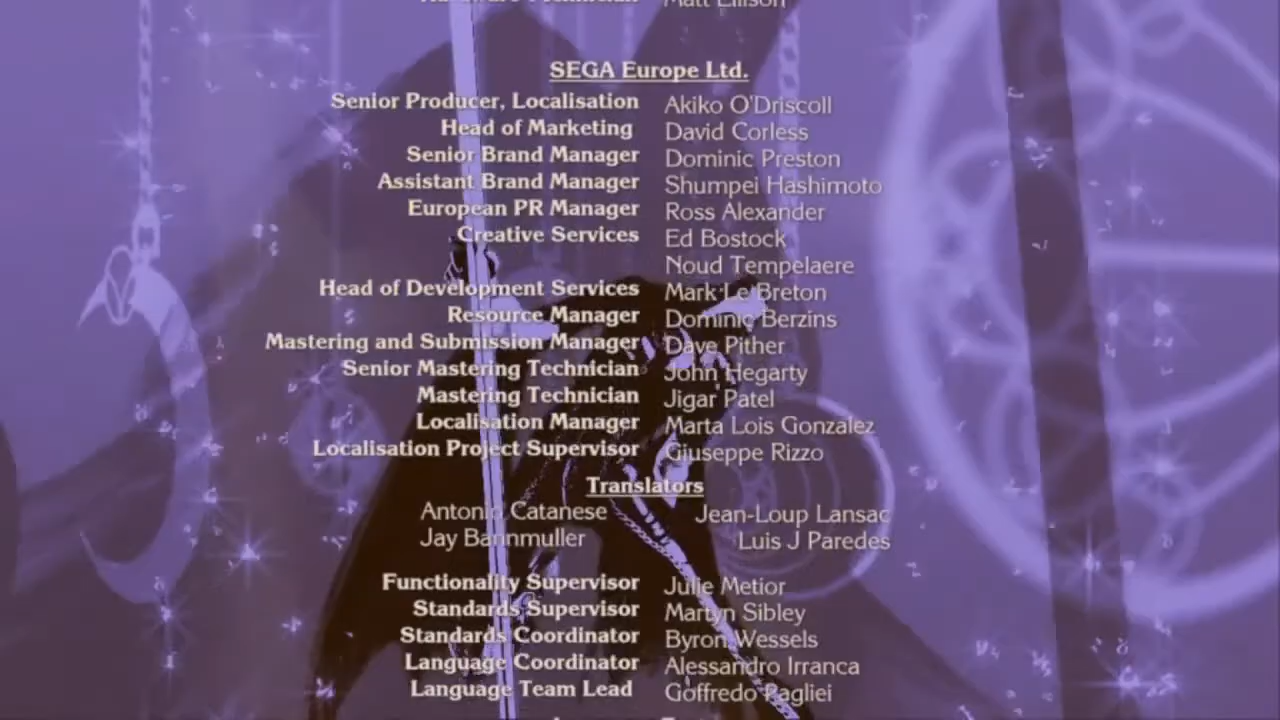 Matt Ellison
SEGA Europe Ltd.
Senior Producer, Localisation Akiko O'Driscoll
Head of Marketing David Corless
Senior Brand Manager Dominic Preston
Assistant Brand Manager Shumpei Hashimoto
European PR Manager Ross Alexander
Creative Services Ed Bostock
Noud Tempelaere
Head of Development Services Mark Le Breton
Resource Manager Dominic Berzins
Mastering and Submission Manager Dave Pither
Senior Mastering Technician John Hegarty
Mastering Technician Jigar Patel
Localisation Manager Marta Lois Gonzalez
Localisation Project Supervisor Giuseppe Rizzo
Translators
Antonio Catanese Jean-Loup Lansac
Jay Bannmuller Luis J Paredes
Functionality Supervisor Julie Metior
Standards Supervisor Martyn Sibley
Standards Coordinator Byron Wessels
Language Coordinator Alessandro Irranca
Language Team Lead Goffredo Pagliei